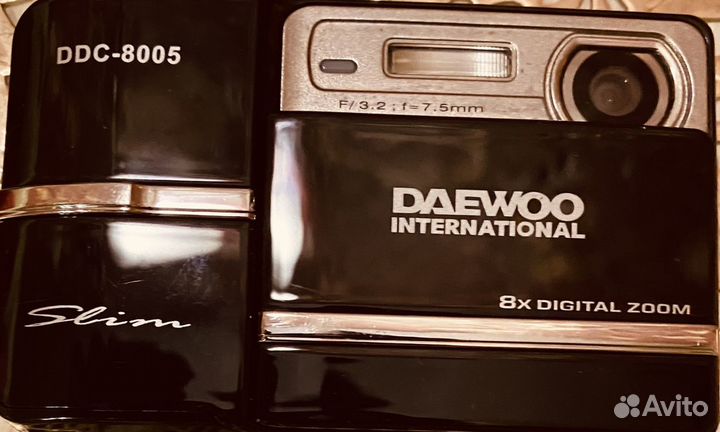 DDC-8005
F/3.2 ; f=7.5mm
DAEWOO
INTERNATIONAL
8X DIGITAL ZOOM
Slim
Avito